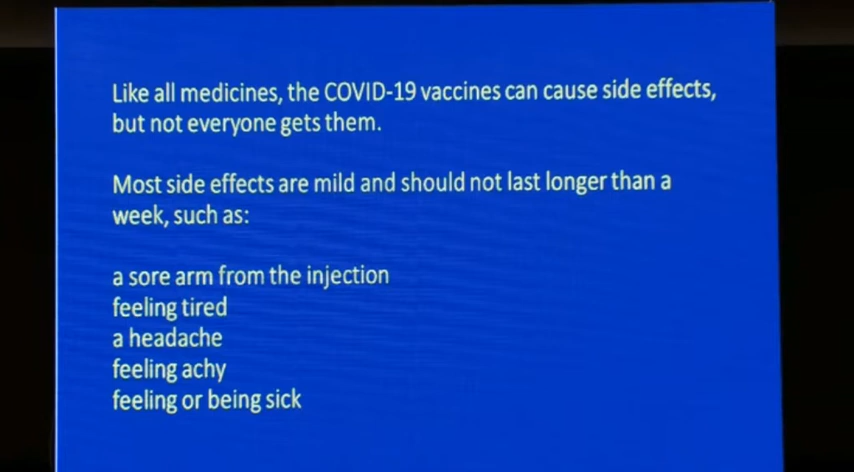 Like all medicines, the COVID-19 vaccines can cause side effects,
but not everyone gets them.
Most side effects are mild and should not last longer than a
week, such as:
a sore arm from the injection
feeling tired
a headache
feeling achy
feeling or being sick